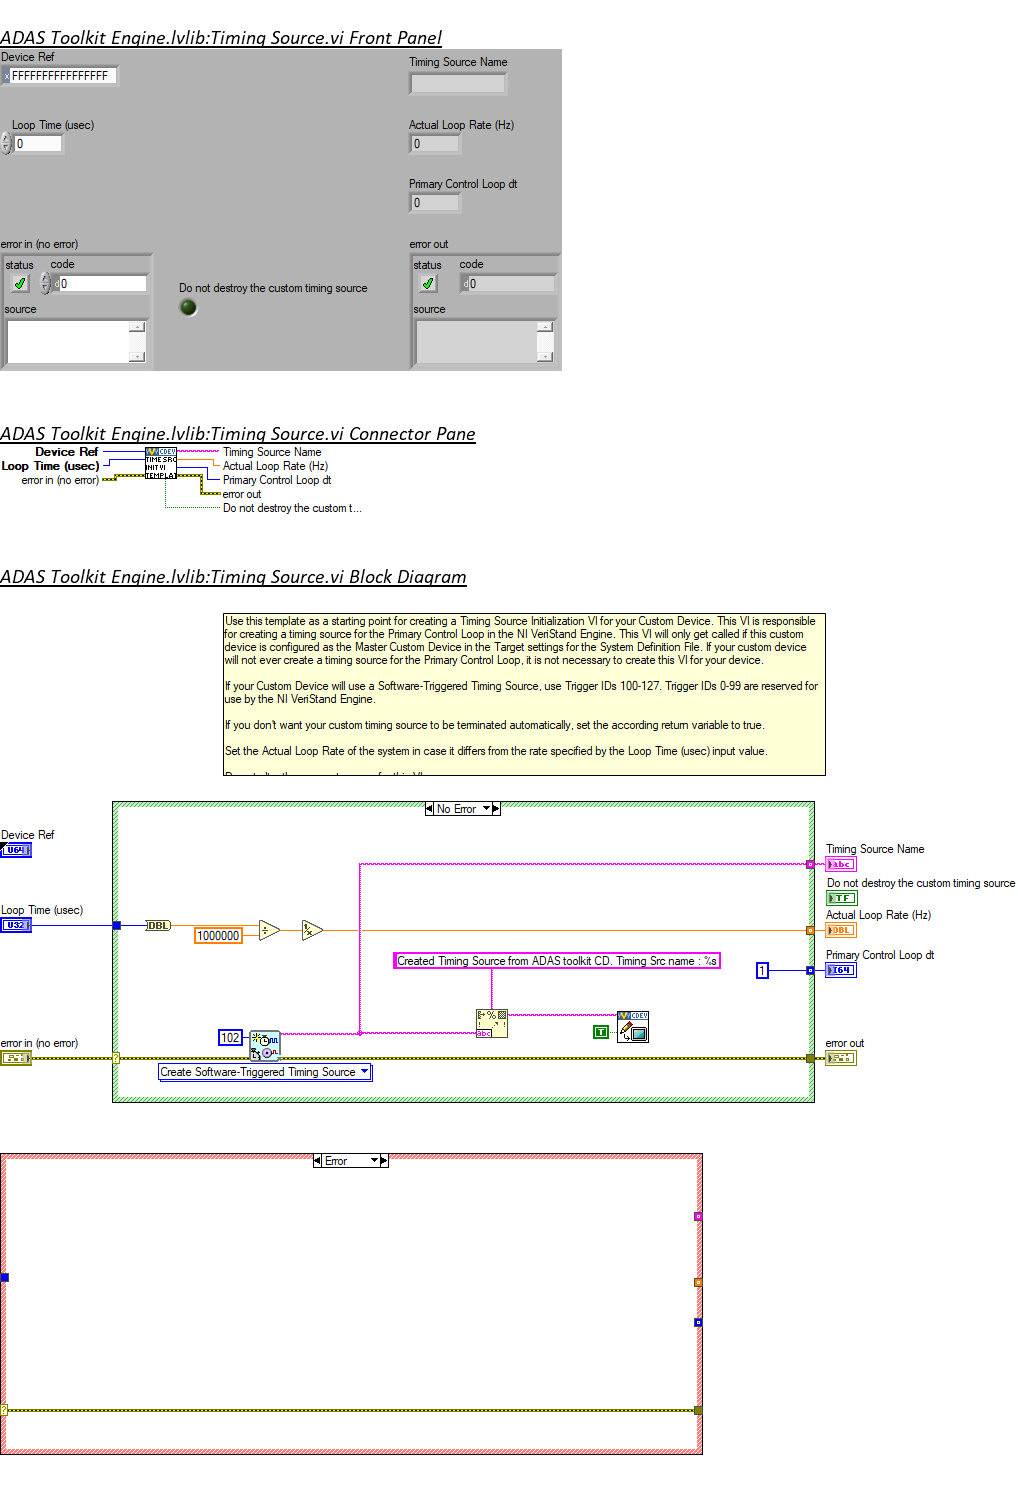 ADAS Toolkit Engine.lvlib:Timing Source.vi Front Panel
Device Ref
x FFFFFFFFFFFFFFFF
Timing Source Name
Loop Time (usec)
0
Actual Loop Rate (Hz)
0
Primary Control Loop dt
0
error in (no error)
status code
d 0
source
Do not destroy the custom timing source
error out
status code
d 0
source
ADAS Toolkit Engine.lvlib:Timing Source.vi Connector Pane
Device Ref
Loop Time (usec)
error in (no error)
CDEV
TIME SRC
INIT VI
TEMPLAT
Timing Source Name
Actual Loop Rate (Hz)
Primary Control Loop dt
error out
Do not destroy the custom t...
ADAS Toolkit Engine.lvlib:Timing Source.vi Block Diagram
Use this template as a starting point for creating a Timing Source Initialization VI for your Custom Device. This VI is responsible
for creating a timing source for the Primary Control Loop in the NI VeriStand Engine. This VI will only get called if this custom
device is configured as the Master Custom Device in the Target settings for the System Definition File. If your custom device
will not ever create a timing source for the Primary Control Loop, it is not necessary to create this VI for your device.
If your Custom Device will use a Software-Triggered Timing Source, use Trigger IDs 100-127. Trigger IDs 0-99 are reserved for
use by the NI VeriStand Engine.
If you don't want your custom timing source to be terminated automatically, set the according return variable to true.
Set the Actual Loop Rate of the system in case it differs from the rate specified by the Loop Time (usec) input value.
No Error
Device Ref
U64
Loop Time (usec)
U32
DBL
1000000
Timing Source Name
abc
Do not destroy the custom timing source
TF
Actual Loop Rate (Hz)
DBL
Created Timing Source from ADAS toolkit CD. Timing Src name : %s
Primary Control Loop dt
1
I64
102
abc
T
CDEV
error in (no error)
error out
Create Software-Triggered Timing Source
Error